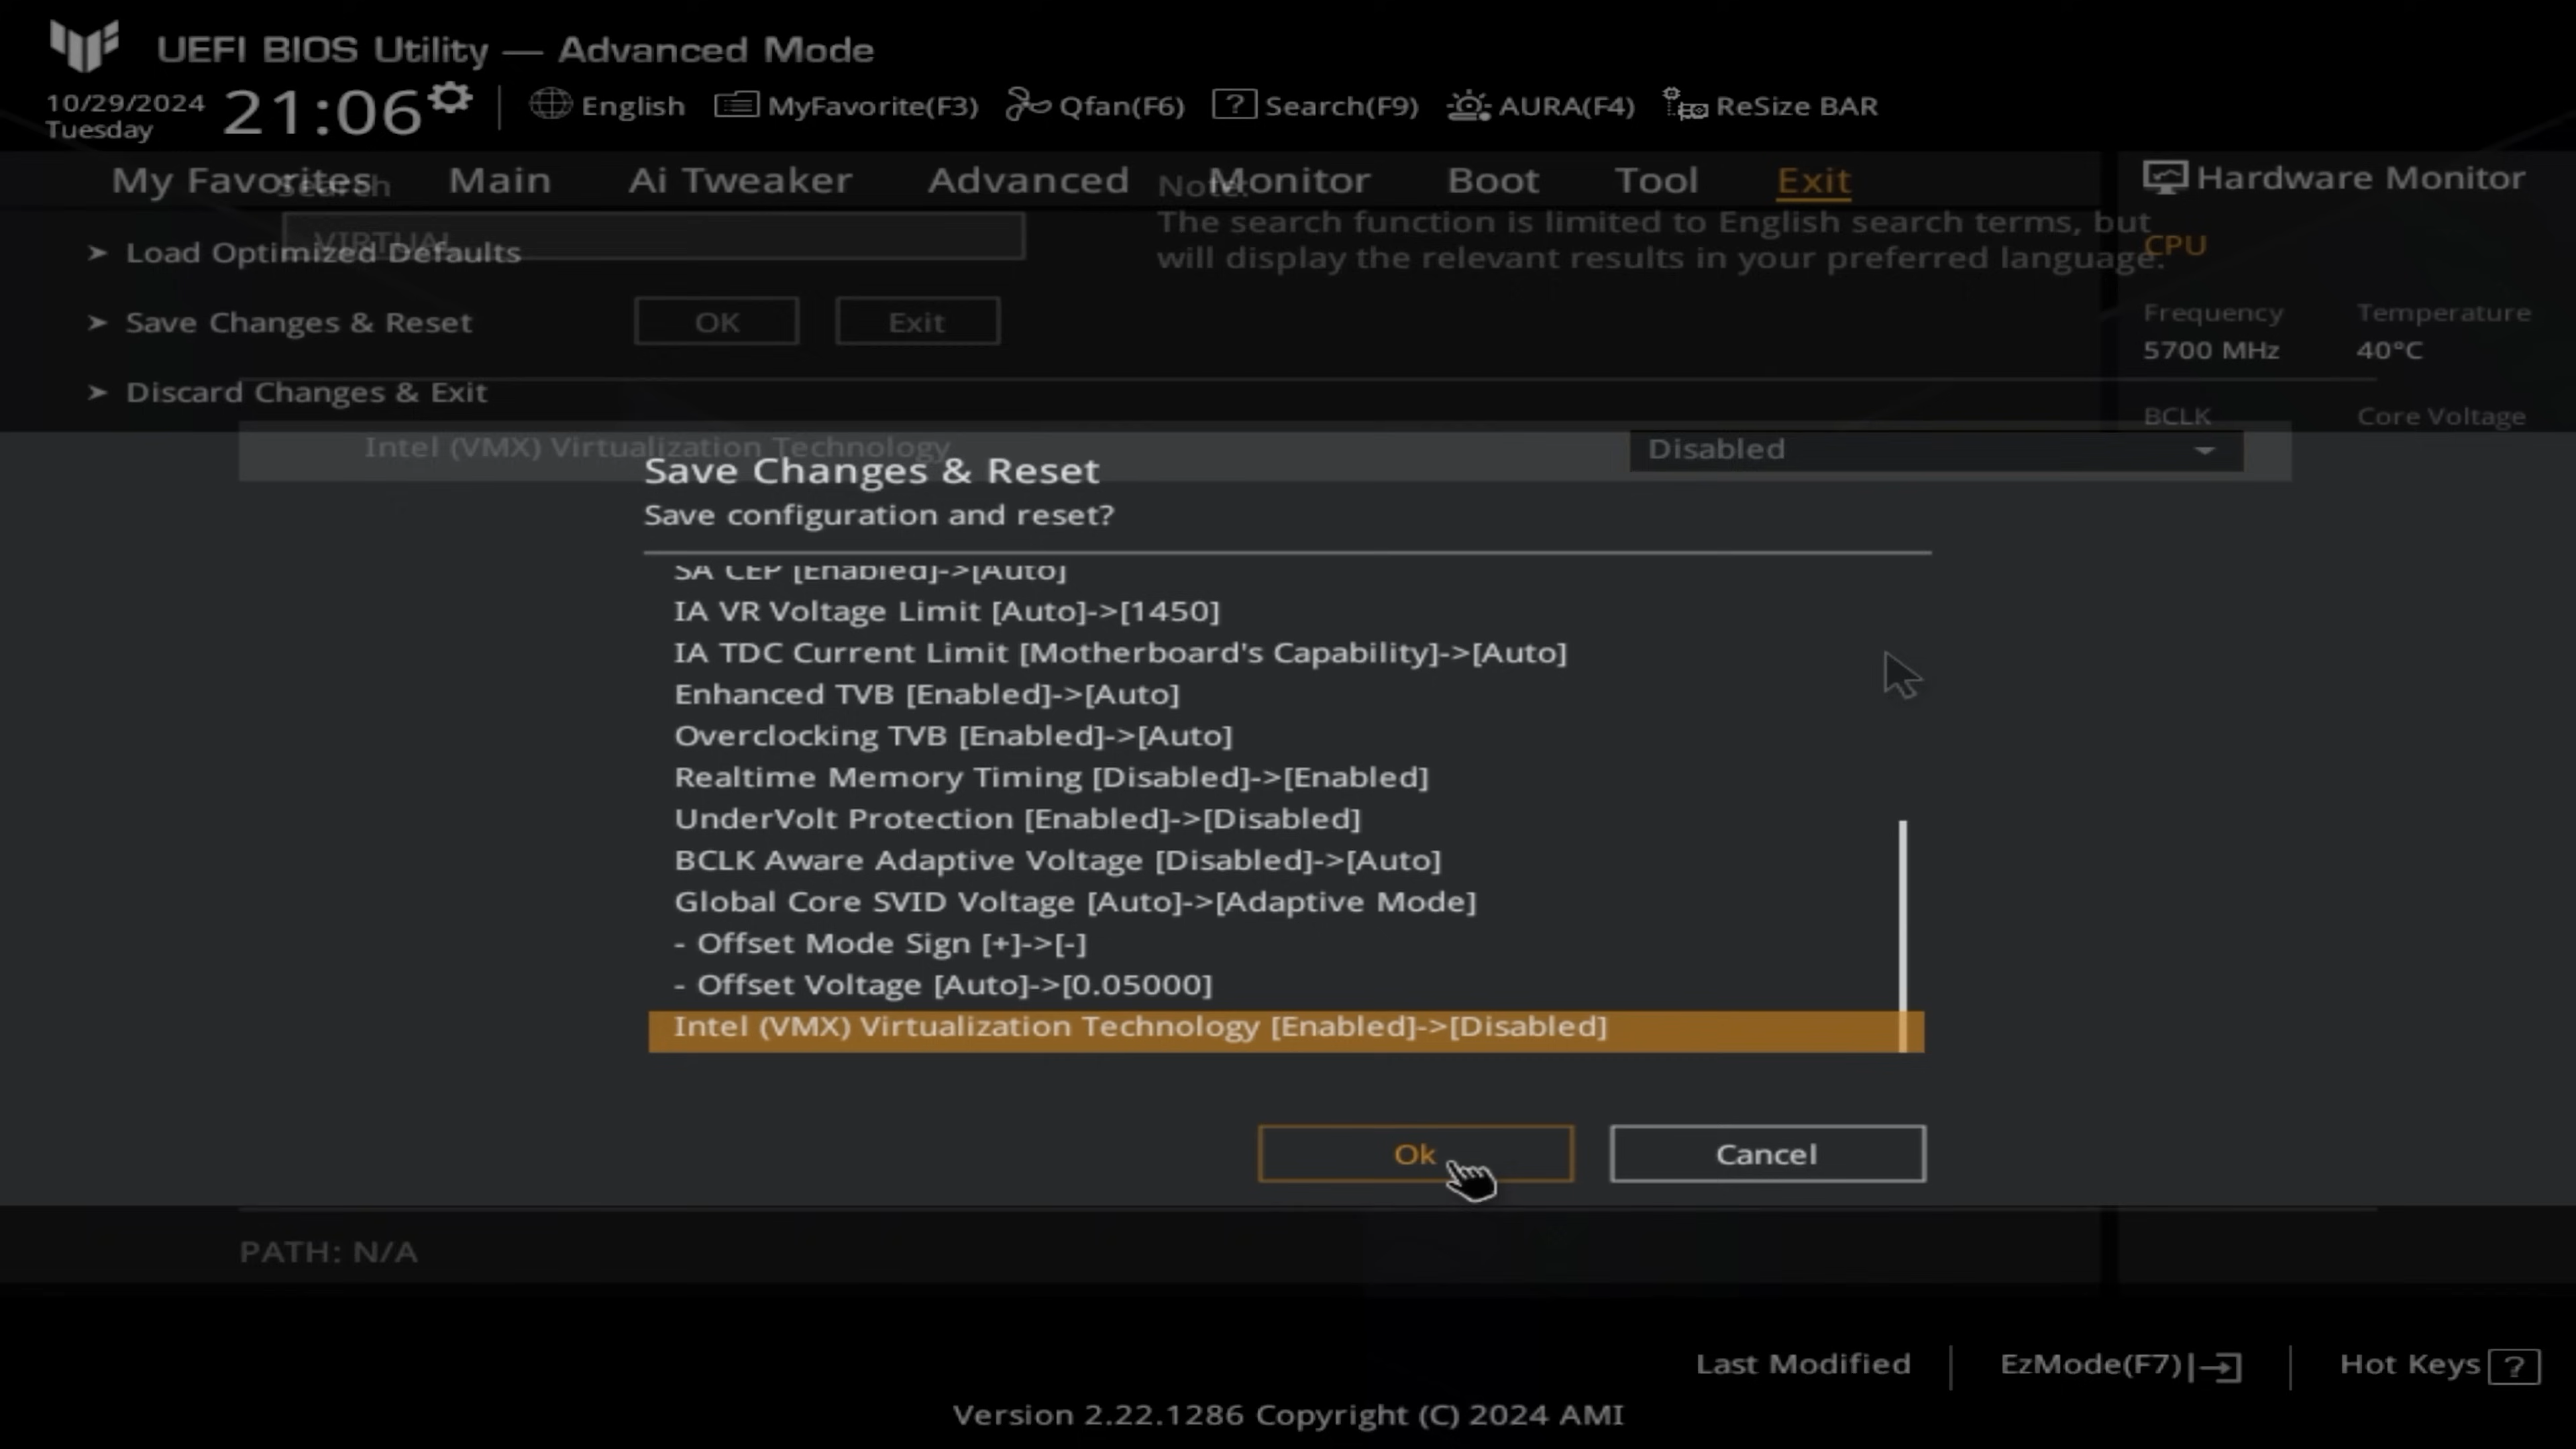 UEFI BIOS Utility — Advanced Mode
10/29/2024
Tuesday
21:06
English
MyFavorite(F3)
Qfan(F6)
? Search(F9)
AURA(F4)
ReSize BAR
My Favorites
Main
Ai Tweaker
Advanced
Monitor
Boot
Tool
Exit
Hardware Monitor
Search
Note:
VIRTUAL
The search function is limited to English search terms, but
will display the relevant results in your preferred language.
Load Optimized Defaults
CPU
Save Changes & Reset
OK
Exit
Frequency
Temperature
5700 MHz
40°C
Discard Changes & Exit
BCLK
Core Voltage
Intel (VMX) Virtualization Technology
Disabled
Save Changes & Reset
Save configuration and reset?
SA CEP [Enabled]->[Auto]
IA VR Voltage Limit [Auto]->[1450]
IA TDC Current Limit [Motherboard's Capability]->[Auto]
Enhanced TVB [Enabled]->[Auto]
Overclocking TVB [Enabled]->[Auto]
Realtime Memory Timing [Disabled]->[Enabled]
UnderVolt Protection [Enabled]->[Disabled]
BCLK Aware Adaptive Voltage [Disabled]->[Auto]
Global Core SVID Voltage [Auto]->[Adaptive Mode]
- Offset Mode Sign [+]->[-]
- Offset Voltage [Auto]->[0.05000]
Intel (VMX) Virtualization Technology [Enabled]->[Disabled]
Ok
Cancel
PATH: N/A
Last Modified
EzMode(F7)
Hot Keys ?
Version 2.22.1286 Copyright (C) 2024 AMI